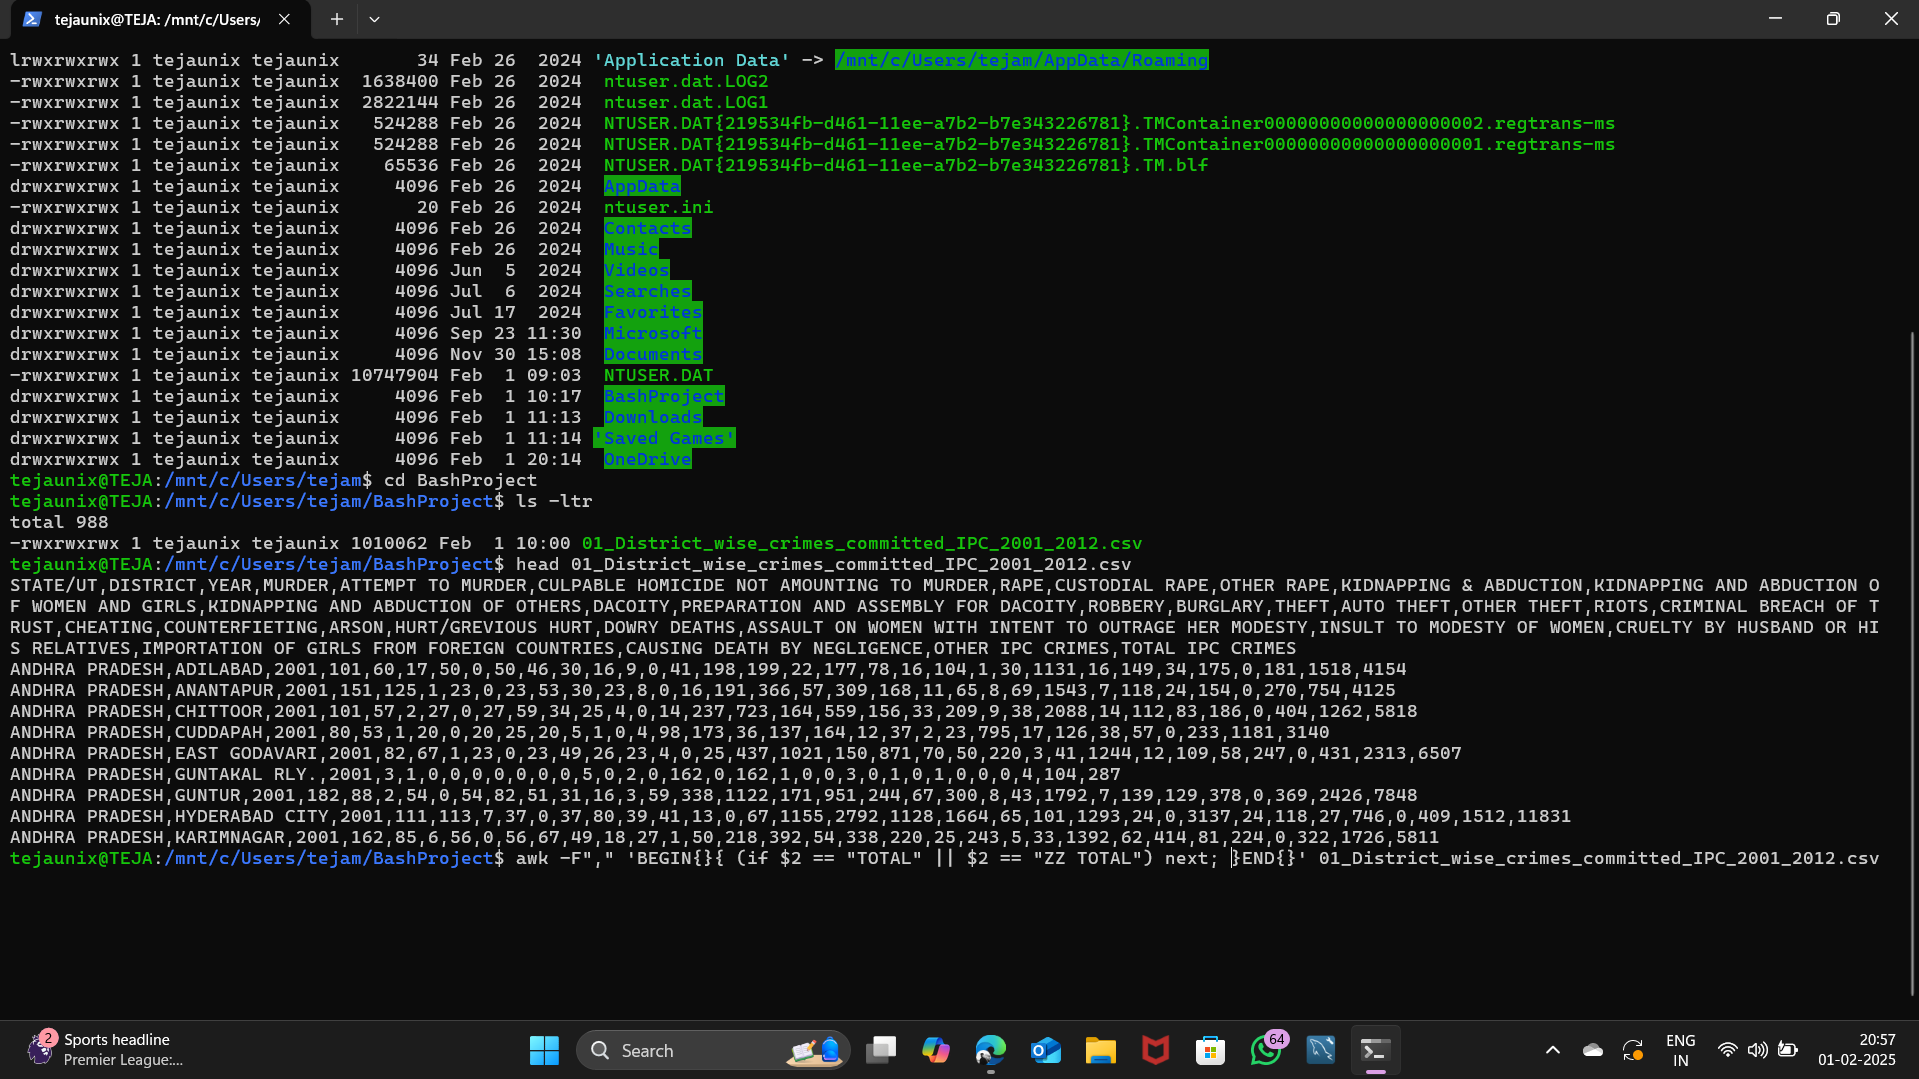 tejaunix@TEJA: /mnt/c/Users/
lrwxrwxrwx 1 tejaunix tejaunix       34 Feb 26  2024 'Application Data' -> /mnt/c/Users/tejam/AppData/Roaming
-rwxrwxrwx 1 tejaunix tejaunix  1638400 Feb 26  2024  ntuser.dat.LOG2
-rwxrwxrwx 1 tejaunix tejaunix  2822144 Feb 26  2024  ntuser.dat.LOG1
-rwxrwxrwx 1 tejaunix tejaunix   524288 Feb 26  2024  NTUSER.DAT{219534fb-d461-11ee-a7b2-b7e343226781}.TMContainer00000000000000000002.regtrans-ms
-rwxrwxrwx 1 tejaunix tejaunix   524288 Feb 26  2024  NTUSER.DAT{219534fb-d461-11ee-a7b2-b7e343226781}.TMContainer00000000000000000001.regtrans-ms
-rwxrwxrwx 1 tejaunix tejaunix    65536 Feb 26  2024  NTUSER.DAT{219534fb-d461-11ee-a7b2-b7e343226781}.TM.blf
drwxrwxrwx 1 tejaunix tejaunix     4096 Feb 26  2024  AppData
-rwxrwxrwx 1 tejaunix tejaunix       20 Feb 26  2024  ntuser.ini
drwxrwxrwx 1 tejaunix tejaunix     4096 Feb 26  2024  Contacts
drwxrwxrwx 1 tejaunix tejaunix     4096 Feb 26  2024  Music
drwxrwxrwx 1 tejaunix tejaunix     4096 Jun  5  2024  Videos
drwxrwxrwx 1 tejaunix tejaunix     4096 Jul  6  2024  Searches
drwxrwxrwx 1 tejaunix tejaunix     4096 Jul 17  2024  Favorites
drwxrwxrwx 1 tejaunix tejaunix     4096 Sep 23 11:30  Microsoft
drwxrwxrwx 1 tejaunix tejaunix     4096 Nov 30 15:08  Documents
-rwxrwxrwx 1 tejaunix tejaunix 10747904 Feb  1 09:03  NTUSER.DAT
drwxrwxrwx 1 tejaunix tejaunix     4096 Feb  1 10:17  BashProject
drwxrwxrwx 1 tejaunix tejaunix     4096 Feb  1 11:13  Downloads
drwxrwxrwx 1 tejaunix tejaunix     4096 Feb  1 11:14 'Saved Games'
drwxrwxrwx 1 tejaunix tejaunix     4096 Feb  1 20:14  OneDrive
tejaunix@TEJA:/mnt/c/Users/tejam$ cd BashProject
tejaunix@TEJA:/mnt/c/Users/tejam/BashProject$ ls -ltr
total 988
-rwxrwxrwx 1 tejaunix tejaunix 1010062 Feb  1 10:00 01_District_wise_crimes_committed_IPC_2001_2012.csv
tejaunix@TEJA:/mnt/c/Users/tejam/BashProject$ head 01_District_wise_crimes_committed_IPC_2001_2012.csv
STATE/UT,DISTRICT,YEAR,MURDER,ATTEMPT TO MURDER,CULPABLE HOMICIDE NOT AMOUNTING TO MURDER,RAPE,CUSTODIAL RAPE,OTHER RAPE,KIDNAPPING & ABDUCTION,KIDNAPPING AND ABDUCTION O
F WOMEN AND GIRLS,KIDNAPPING AND ABDUCTION OF OTHERS,DACOITY,PREPARATION AND ASSEMBLY FOR DACOITY,ROBBERY,BURGLARY,THEFT,AUTO THEFT,OTHER THEFT,RIOTS,CRIMINAL BREACH OF T
RUST,CHEATING,COUNTERFIETING,ARSON,HURT/GREVIOUS HURT,DOWRY DEATHS,ASSAULT ON WOMEN WITH INTENT TO OUTRAGE HER MODESTY,INSULT TO MODESTY OF WOMEN,CRUELTY BY HUSBAND OR HI
S RELATIVES,IMPORTATION OF GIRLS FROM FOREIGN COUNTRIES,CAUSING DEATH BY NEGLIGENCE,OTHER IPC CRIMES,TOTAL IPC CRIMES
ANDHRA PRADESH,ADILABAD,2001,101,60,17,50,0,50,46,30,16,9,0,41,198,199,22,177,78,16,104,1,30,1131,16,149,34,175,0,181,1518,4154
ANDHRA PRADESH,ANANTAPUR,2001,151,125,1,23,0,23,53,30,23,8,0,16,191,366,57,309,168,11,65,8,69,1543,7,118,24,154,0,270,754,4125
ANDHRA PRADESH,CHITTOOR,2001,101,57,2,27,0,27,59,34,25,4,0,14,237,723,164,559,156,33,209,9,38,2088,14,112,83,186,0,404,1262,5818
ANDHRA PRADESH,CUDDAPAH,2001,80,53,1,20,0,20,25,20,5,1,0,4,98,173,36,137,164,12,37,2,23,795,17,126,38,57,0,233,1181,3140
ANDHRA PRADESH,EAST GODAVARI,2001,82,67,1,23,0,23,49,26,23,4,0,25,437,1021,150,871,70,50,220,3,41,1244,12,109,58,247,0,431,2313,6507
ANDHRA PRADESH,GUNTAKAL RLY.,2001,3,1,0,0,0,0,0,0,0,5,0,2,0,162,0,162,1,0,0,3,0,1,0,1,0,0,0,4,104,287
ANDHRA PRADESH,GUNTUR,2001,182,88,2,54,0,54,82,51,31,16,3,59,338,1122,171,951,244,67,300,8,43,1792,7,139,129,378,0,369,2426,7848
ANDHRA PRADESH,HYDERABAD CITY,2001,111,113,7,37,0,37,80,39,41,13,0,67,1155,2792,1128,1664,65,101,1293,24,0,3137,24,118,27,746,0,409,1512,11831
ANDHRA PRADESH,KARIMNAGAR,2001,162,85,6,56,0,56,67,49,18,27,1,50,218,392,54,338,220,25,243,5,33,1392,62,414,81,224,0,322,1726,5811
tejaunix@TEJA:/mnt/c/Users/tejam/BashProject$ awk -F"," 'BEGIN{}{ (if $2 == "TOTAL" || $2 == "ZZ TOTAL") next; }END{}' 01_District_wise_crimes_committed_IPC_2001_2012.csv
2
Sports headline
Premier League:...
Search
64
ENG
IN
20:57
01-02-2025